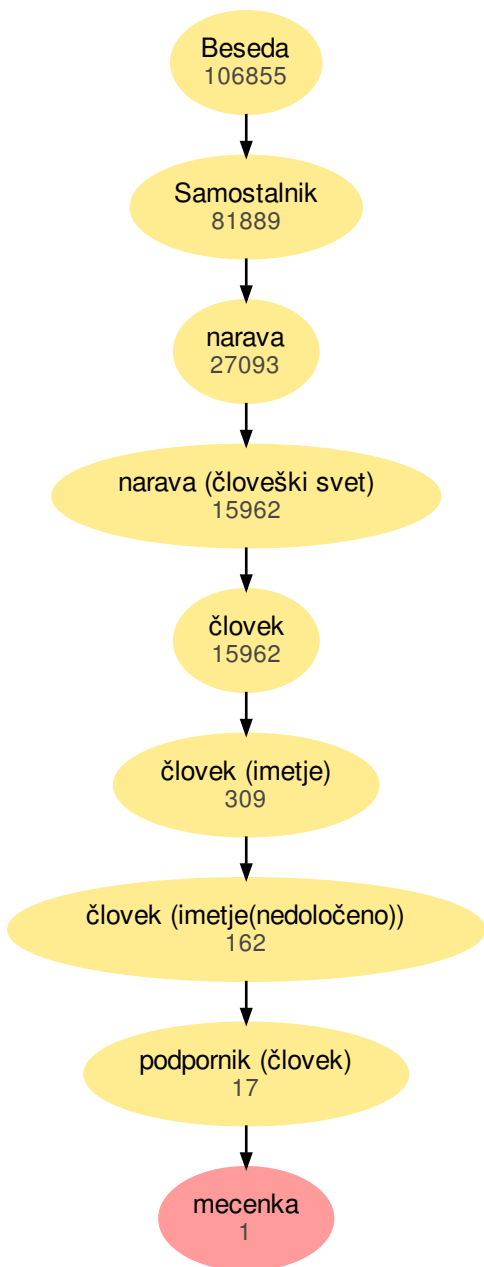 Beseda
106855
Samostalnik
81889
narava
27093
narava (človeški svet)
15962
človek
15962
človek (imetje)
309
človek (imetje(nedoločeno))
162
podpornik (človek)
17
mecenka
1